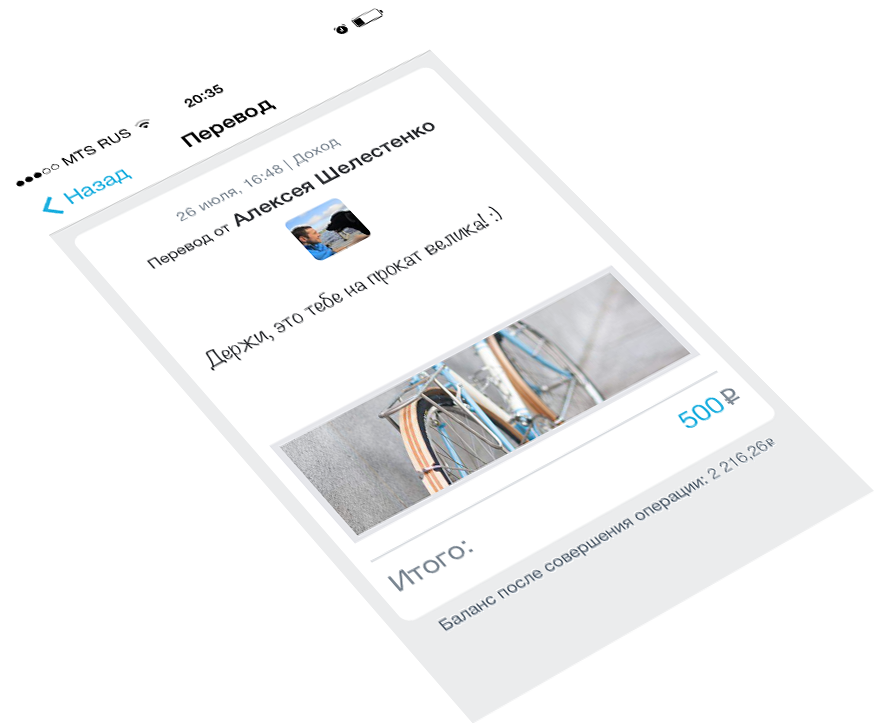 MTS RUS 20:35
Назад Перевод
26 июля, 16:48 | Доход
Перевод от Алексея Шелестенко
Держи, это тебе на прокат велика! :)
Итого: 500 ₽
Баланс после совершения операции: 2 216,26₽